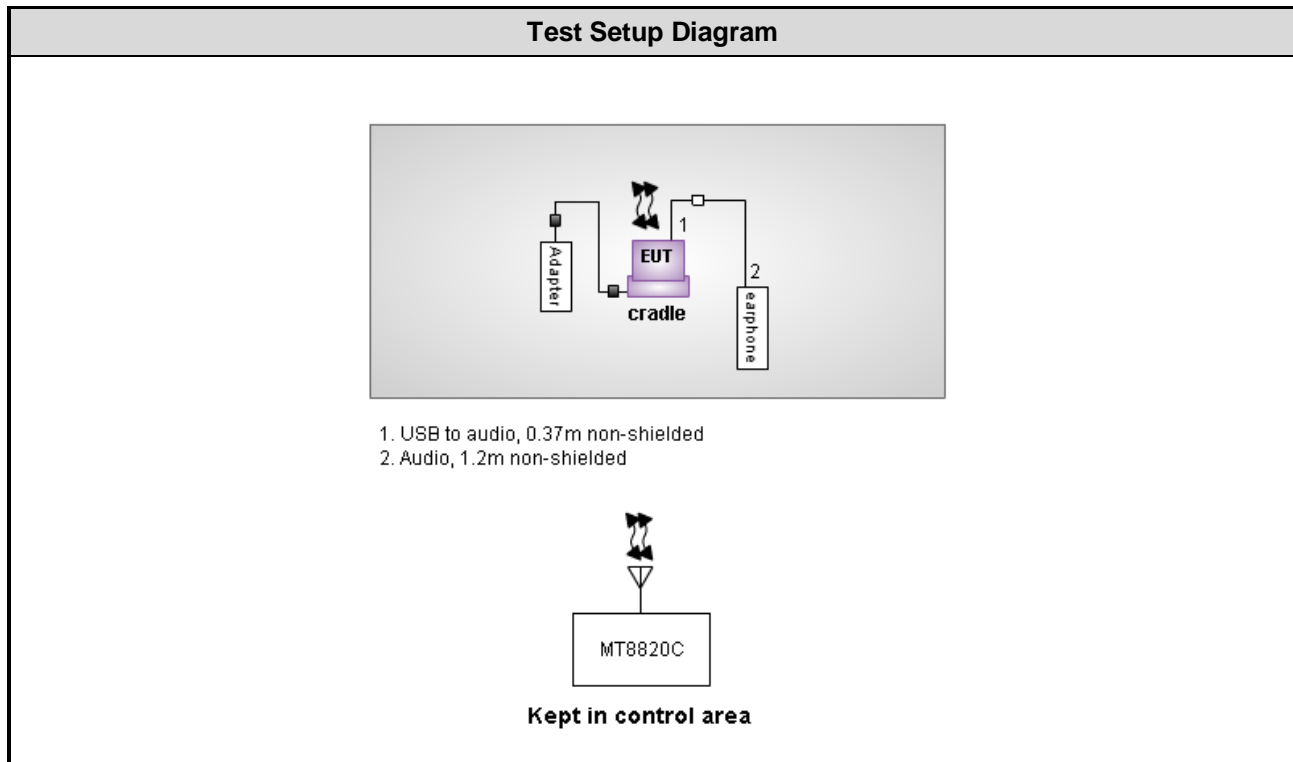 Test Setup Diagram
1
EUT
Adapter
2
cradle
earphone
1. USB to audio, 0.37m non-shielded
2. Audio, 1.2m non-shielded
MT8820C
Kept in control area